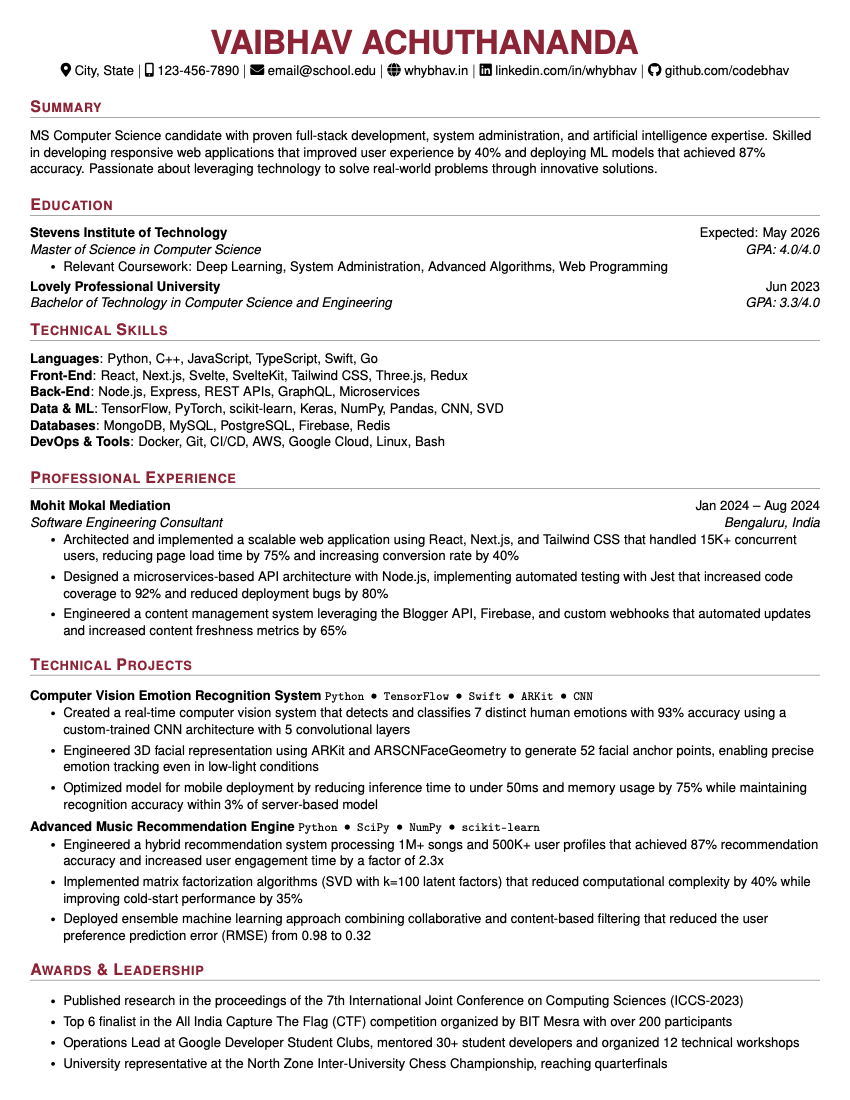 VAIBHAV ACHUTHANANDA
City, State | 123-456-7890 | email@school.edu | whybhav.in | linkedin.com/in/whybhav | github.com/codebhav
SUMMARY
MS Computer Science candidate with proven full-stack development, system administration, and artificial intelligence expertise. Skilled
in developing responsive web applications that improved user experience by 40% and deploying ML models that achieved 87%
accuracy. Passionate about leveraging technology to solve real-world problems through innovative solutions.
EDUCATION
Stevens Institute of Technology Expected: May 2026
Master of Science in Computer Science GPA: 4.0/4.0
• Relevant Coursework: Deep Learning, System Administration, Advanced Algorithms, Web Programming
Lovely Professional University Jun 2023
Bachelor of Technology in Computer Science and Engineering GPA: 3.3/4.0
TECHNICAL SKILLS
Languages: Python, C++, JavaScript, TypeScript, Swift, Go
Front-End: React, Next.js, Svelte, SvelteKit, Tailwind CSS, Three.js, Redux
Back-End: Node.js, Express, REST APIs, GraphQL, Microservices
Data & ML: TensorFlow, PyTorch, scikit-learn, Keras, NumPy, Pandas, CNN, SVD
Databases: MongoDB, MySQL, PostgreSQL, Firebase, Redis
DevOps & Tools: Docker, Git, CI/CD, AWS, Google Cloud, Linux, Bash
PROFESSIONAL EXPERIENCE
Mohit Mokal Mediation Jan 2024 – Aug 2024
Software Engineering Consultant Bengaluru, India
• Architected and implemented a scalable web application using React, Next.js, and Tailwind CSS that handled 15K+ concurrent
users, reducing page load time by 75% and increasing conversion rate by 40%
• Designed a microservices-based API architecture with Node.js, implementing automated testing with Jest that increased code
coverage to 92% and reduced deployment bugs by 80%
• Engineered a content management system leveraging the Blogger API, Firebase, and custom webhooks that automated updates
and increased content freshness metrics by 65%
TECHNICAL PROJECTS
Computer Vision Emotion Recognition System Python ● TensorFlow ● Swift ● ARKit ● CNN
• Created a real-time computer vision system that detects and classifies 7 distinct human emotions with 93% accuracy using a
custom-trained CNN architecture with 5 convolutional layers
• Engineered 3D facial representation using ARKit and ARSCNFaceGeometry to generate 52 facial anchor points, enabling precise
emotion tracking even in low-light conditions
• Optimized model for mobile deployment by reducing inference time to under 50ms and memory usage by 75% while maintaining
recognition accuracy within 3% of server-based model
Advanced Music Recommendation Engine Python ● SciPy ● NumPy ● scikit-learn
• Engineered a hybrid recommendation system processing 1M+ songs and 500K+ user profiles that achieved 87% recommendation
accuracy and increased user engagement time by a factor of 2.3x
• Implemented matrix factorization algorithms (SVD with k=100 latent factors) that reduced computational complexity by 40% while
improving cold-start performance by 35%
• Deployed ensemble machine learning approach combining collaborative and content-based filtering that reduced the user
preference prediction error (RMSE) from 0.98 to 0.32
AWARDS & LEADERSHIP
• Published research in the proceedings of the 7th International Joint Conference on Computing Sciences (ICCS-2023)
• Top 6 finalist in the All India Capture The Flag (CTF) competition organized by BIT Mesra with over 200 participants
• Operations Lead at Google Developer Student Clubs, mentored 30+ student developers and organized 12 technical workshops
• University representative at the North Zone Inter-University Chess Championship, reaching quarterfinals